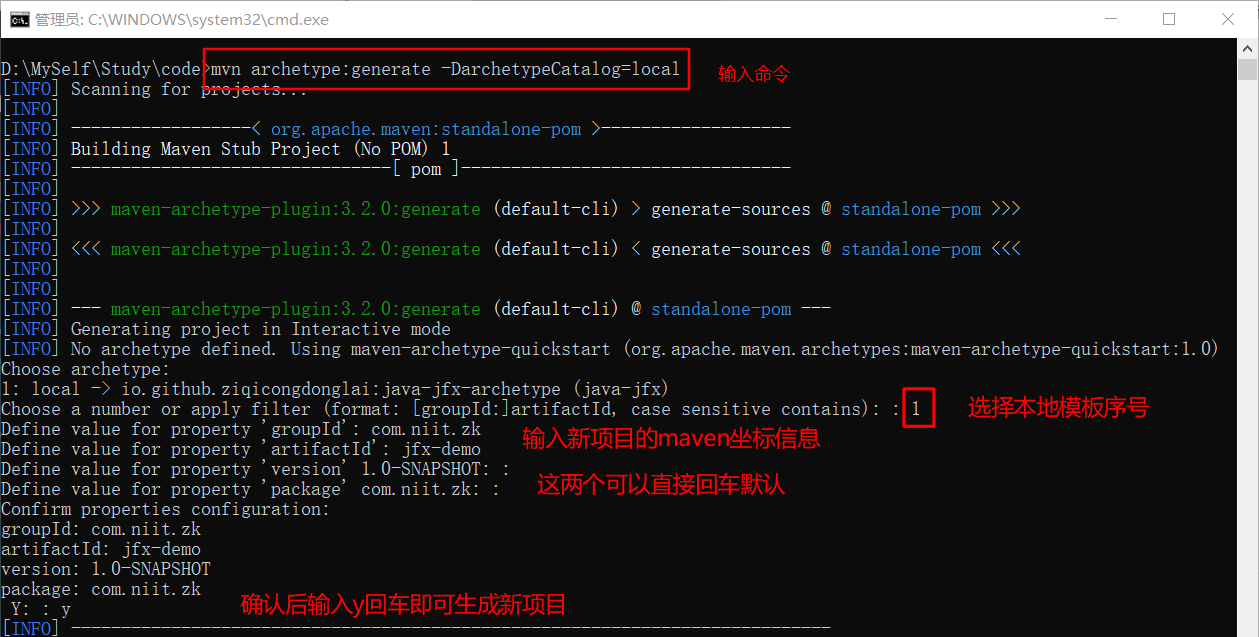 管理员: C:\WINDOWS\system32\cmd.exe
D:\MySelf\Study\code>mvn archetype:generate -DarchetypeCatalog=local 输入命令
[INFO] Scanning for projects...
[INFO]
[INFO] ------------------< org.apache.maven:standalone-pom >-------------------
[INFO] Building Maven Stub Project (No POM) 1
[INFO] --------------------------------[ pom ]---------------------------------
[INFO]
[INFO] >>> maven-archetype-plugin:3.2.0:generate (default-cli) > generate-sources @ standalone-pom >>>
[INFO]
[INFO] <<< maven-archetype-plugin:3.2.0:generate (default-cli) < generate-sources @ standalone-pom <<<
[INFO]
[INFO]
[INFO] --- maven-archetype-plugin:3.2.0:generate (default-cli) @ standalone-pom ---
[INFO] Generating project in Interactive mode
[INFO] No archetype defined. Using maven-archetype-quickstart (org.apache.maven.archetypes:maven-archetype-quickstart:1.0)
Choose archetype:
1: local -> io.github.ziqicongdonglai:java-jfx-archetype (java-jfx)
Choose a number or apply filter (format: [groupId:]artifactId, case sensitive contains): : 1 选择本地模板序号
Define value for property 'groupId': com.niit.zk 输入新项目的maven坐标信息
Define value for property 'artifactId': jfx-demo
Define value for property 'version' 1.0-SNAPSHOT: :
Define value for property 'package' com.niit.zk: : 这两个可以直接回车默认
Confirm properties configuration:
groupId: com.niit.zk
artifactId: jfx-demo
version: 1.0-SNAPSHOT
package: com.niit.zk
Y: : y 确认后输入y回车即可生成新项目
[INFO] ----------------------------------------------------------------------------